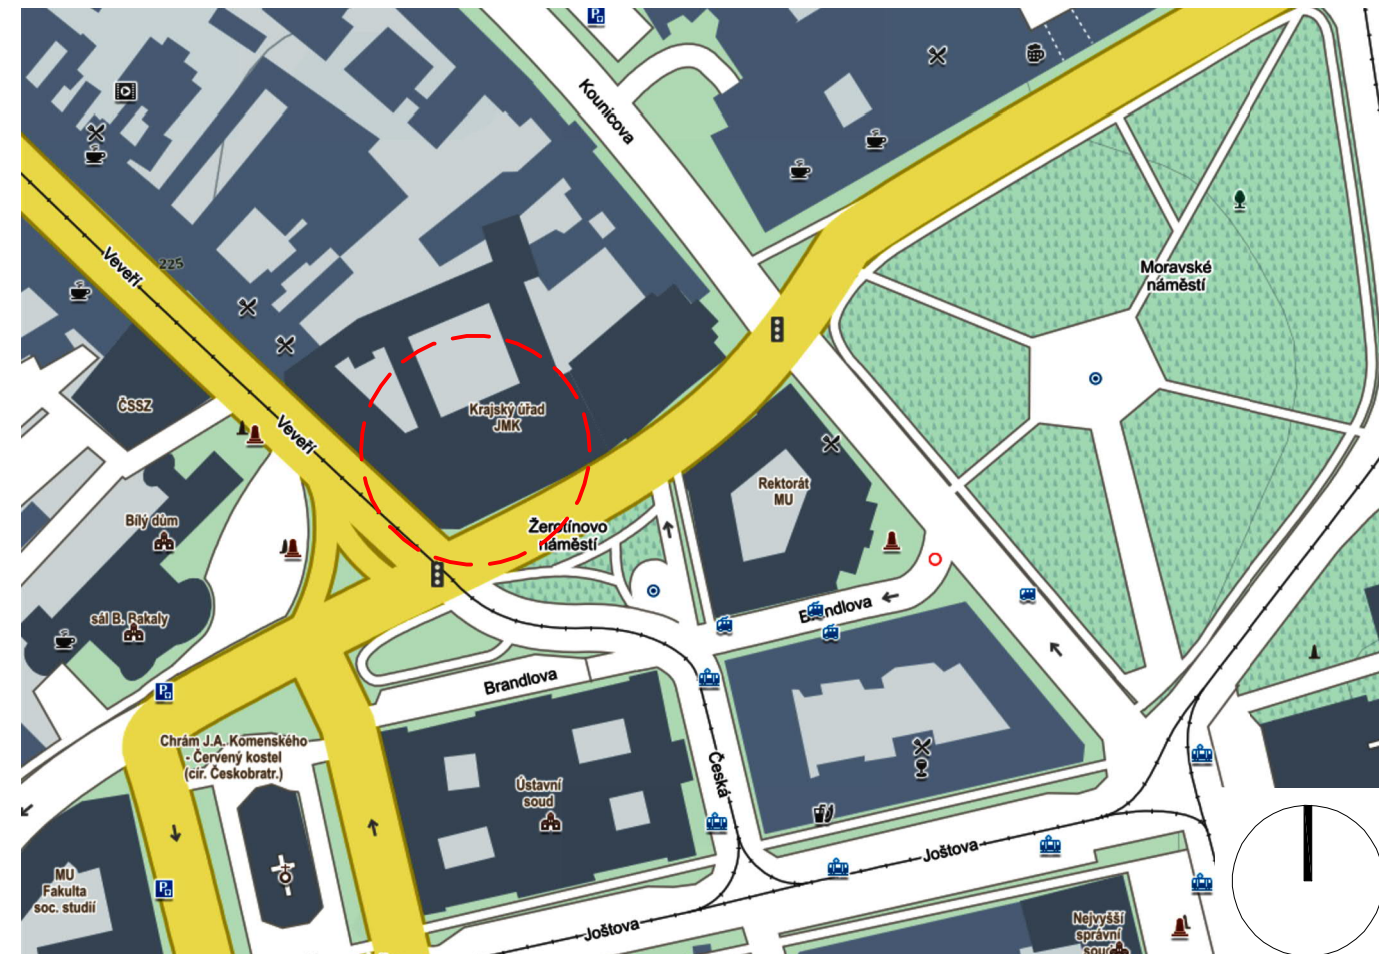 P
Kounicova
Veveří
225
Moravské
náměstí
ČSSZ
Veveří
Krajský úřad
JMK
Rektorát
MU
Bílý dům
Žerotínovo
náměstí
sál B. Bakaly
Brandlova
P
Brandlova
Chrám J.A. Komenského
- Červený kostel
(cír. Českobratr.)
Česká
Ústavní
soud
Joštova
MU
Fakulta
soc. studií
P
Joštova
Nejvyšší
správní
soud